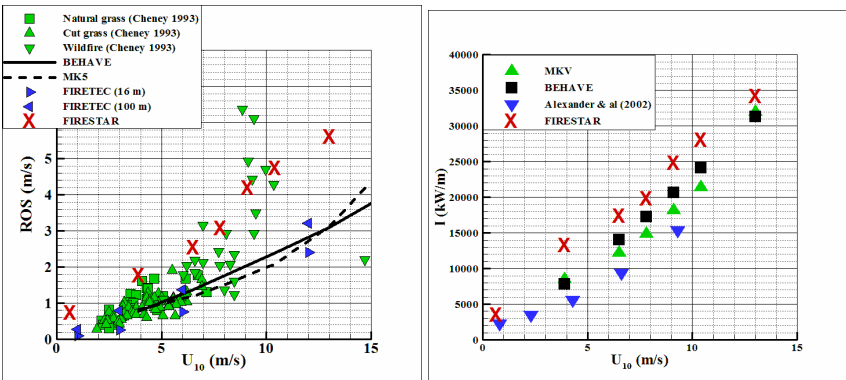 Natural grass (Cheney 1993)
Cut grass (Cheney 1993)
Wildfire (Cheney 1993)
BEHAVE
MK5
FIRETEC (16 m)
FIRETEC (100 m)
FIRESTAR
5
4
3
2
1
0
0 5 10 15
ROS (m/s)
U10 (m/s)
40000
35000
30000
25000
20000
15000
10000
5000
0
0 5 10 15
I (kW/m)
U10 (m/s)
MKV
BEHAVE
Alexander & al (2002)
FIRESTAR